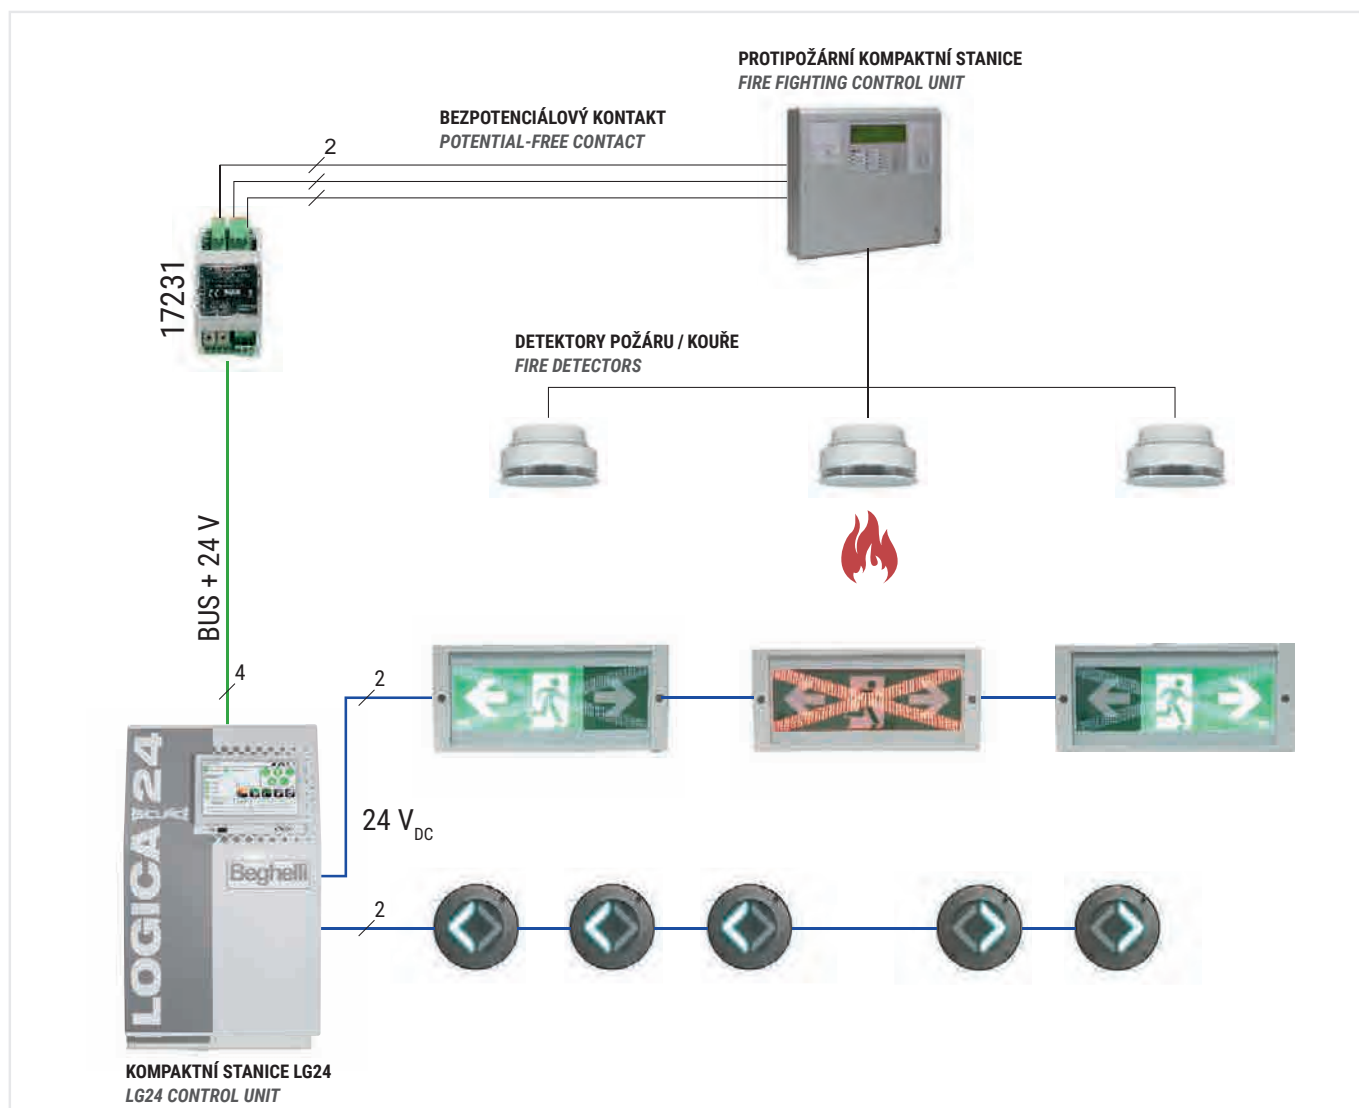 PROTIPOŽÁRNÍ KOMPAKTNÍ STANICE
FIRE FIGHTING CONTROL UNIT
BEZPOTENCIÁLOVÝ KONTAKT
POTENTIAL-FREE CONTACT
2
17231
DETEKTORY POŽÁRU / KOUŘE
FIRE DETECTORS
BUS + 24 V
4
2
24 VDC
LOGICA 24
Beghelli
2
KOMPAKTNÍ STANICE LG24
LG24 CONTROL UNIT